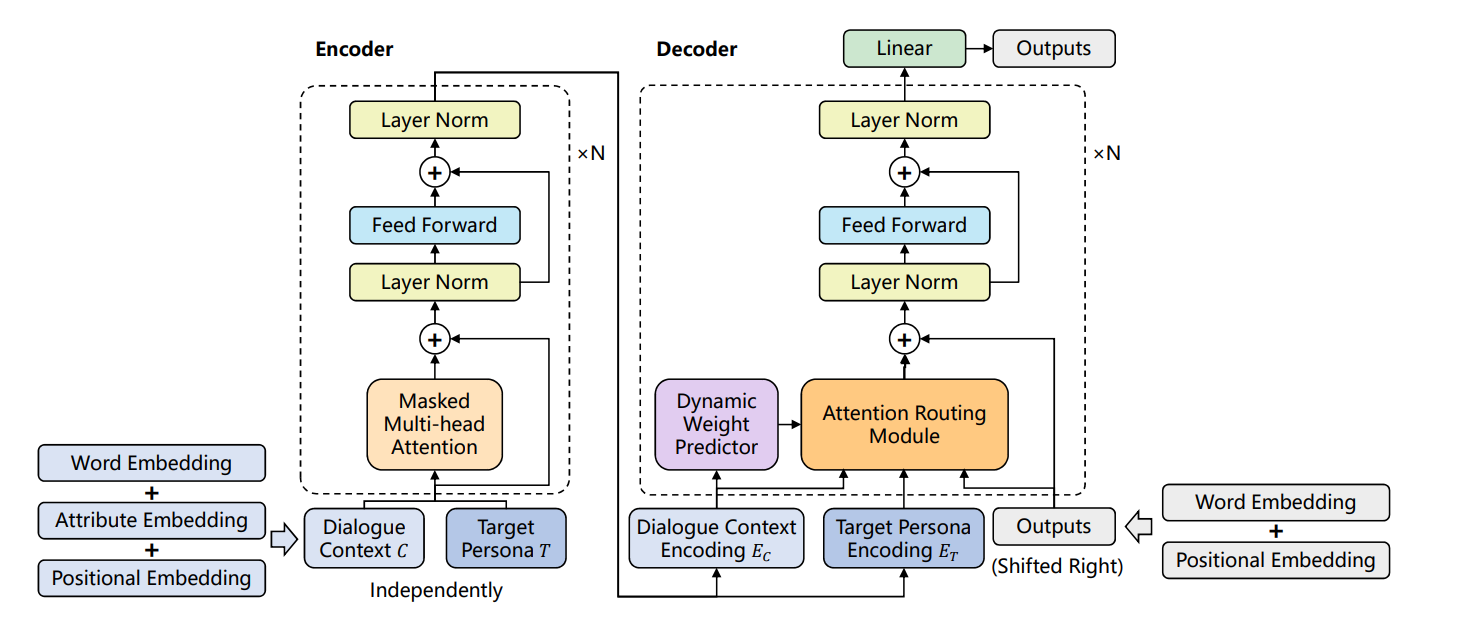 Encoder
Layer Norm
×N
+
Feed Forward
Layer Norm
+
Masked
Multi-head
Attention
Word Embedding
+
Attribute Embedding
+
Positional Embedding
Dialogue
Context C
Target
Persona T
Independently
Decoder
Linear
Outputs
Layer Norm
×N
+
Feed Forward
Layer Norm
+
Dynamic
Weight
Predictor
Attention Routing
Module
Dialogue Context
Encoding E_C
Target Persona
Encoding E_T
Outputs
(Shifted Right)
Word Embedding
+
Positional Embedding